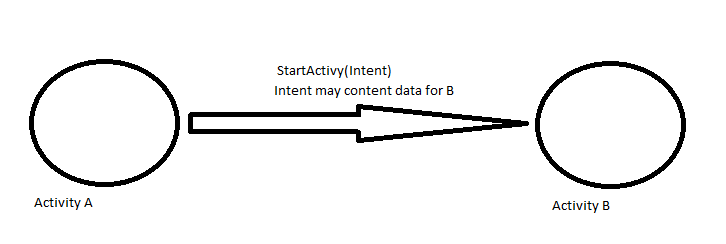 StartActivy(Intent)
Intent may content data for B
Activity A
Activity B